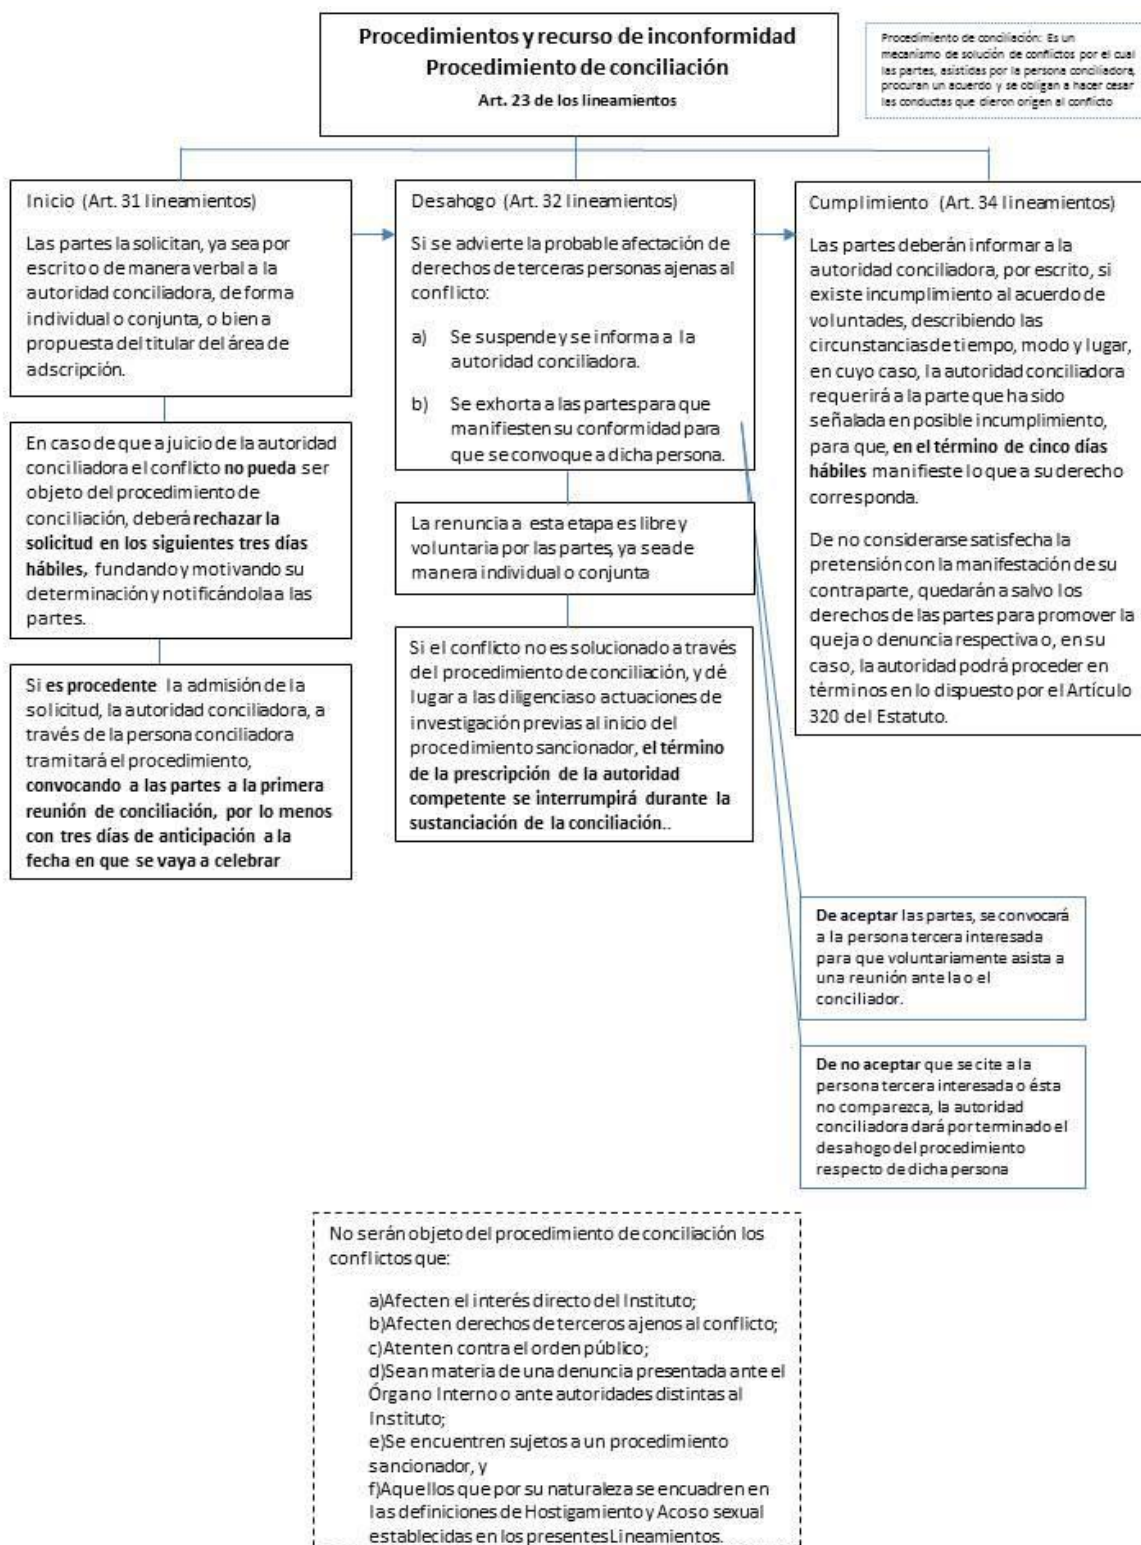 Procedimientos y recurso de inconformidad
Procedimiento de conciliación
Art. 23 de los lineamientos
Procedimiento de conciliación: Es un
mecanismo de solución de conflictos por el cual
las partes, asistidas por la persona conciliadora,
procuran un acuerdo y se obligan a hacer cesar
las conductas que dieron origen al conflicto
Inicio (Art. 31 lineamientos)
Las partes la solicitan, ya sea por
escrito o de manera verbal a la
autoridad conciliadora, de forma
individual o conjunta, o bien a
propuesta del titular del área de
adscripción.
En caso de que a juicio de la autoridad
conciliadora el conflicto no pueda ser
objeto del procedimiento de
conciliación, deberá rechazar la
solicitud en los siguientes tres días
hábiles, fundando y motivando su
determinación y notificándola a las
partes.
Si es procedente la admisión de la
solicitud, la autoridad conciliadora, a
través de la persona conciliadora
tramitará el procedimiento,
convocando a las partes a la primera
reunión de conciliación, por lo menos
con tres días de anticipación a la
fecha en que se vaya a celebrar
Desahogo (Art. 32 lineamientos)
Si se advierte la probable afectación de
derechos de terceras personas ajenas al
conflicto:
a) Se suspende y se informa a la
autoridad conciliadora.
b) Se exhorta a las partes para que
manifiesten su conformidad para
que se convoque a dicha persona.
La renuncia a esta etapa es libre y
voluntaria por las partes, ya sea de
manera individual o conjunta
Si el conflicto no es solucionado a través
del procedimiento de conciliación, y dé
lugar a las diligencias o actuaciones de
investigación previas al inicio del
procedimiento sancionador, el término
de la prescripción de la autoridad
competente se interrumpirá durante la
sustanciación de la conciliación..
Cumplimiento (Art. 34 lineamientos)
Las partes deberán informar a la
autoridad conciliadora, por escrito, si
existe incumplimiento al acuerdo de
voluntades, describiendo las
circunstancias de tiempo, modo y lugar,
en cuyo caso, la autoridad conciliadora
requerirá a la parte que ha sido
señalada en posible incumplimiento,
para que, en el término de cinco días
hábiles manifieste lo que a su derecho
corresponda.
De no considerarse satisfecha la
pretensión con la manifestación de su
contraparte, quedarán a salvo los
derechos de las partes para promover la
queja o denuncia respectiva o, en su
caso, la autoridad podrá proceder en
términos en lo dispuesto por el Artículo
320 del Estatuto.
De aceptar las partes, se convocará
a la persona tercera interesada
para que voluntariamente asista a
una reunión ante la o el
conciliador.
De no aceptar que se cite a la
persona tercera interesada o ésta
no comparezca, la autoridad
conciliadora dará por terminado el
desahogo del procedimiento
respecto de dicha persona
No serán objeto del procedimiento de conciliación los
conflictos que:
a)Afecten el interés directo del Instituto;
b)Afecten derechos de terceros ajenos al conflicto;
c)Atenten contra el orden público;
d)Sean materia de una denuncia presentada ante el
Órgano Interno o ante autoridades distintas al
Instituto;
e)Se encuentren sujetos a un procedimiento
sancionador, y
f)Aquellos que por su naturaleza se encuadren en
las definiciones de Hostigamiento y Acoso sexual
establecidas en los presentes Lineamientos.